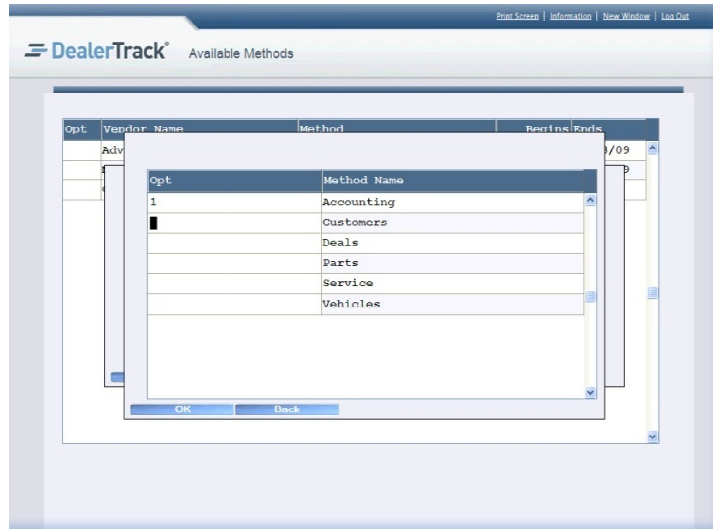 Print Screen | Information | New Window | Log Out
DealerTrack Available Methods
Opt Vendor Name Method Begins Ends
Adv /09
Opt Method Name
1 Accounting
Customers
Deals
Parts
Service
Vehicles
OK Back